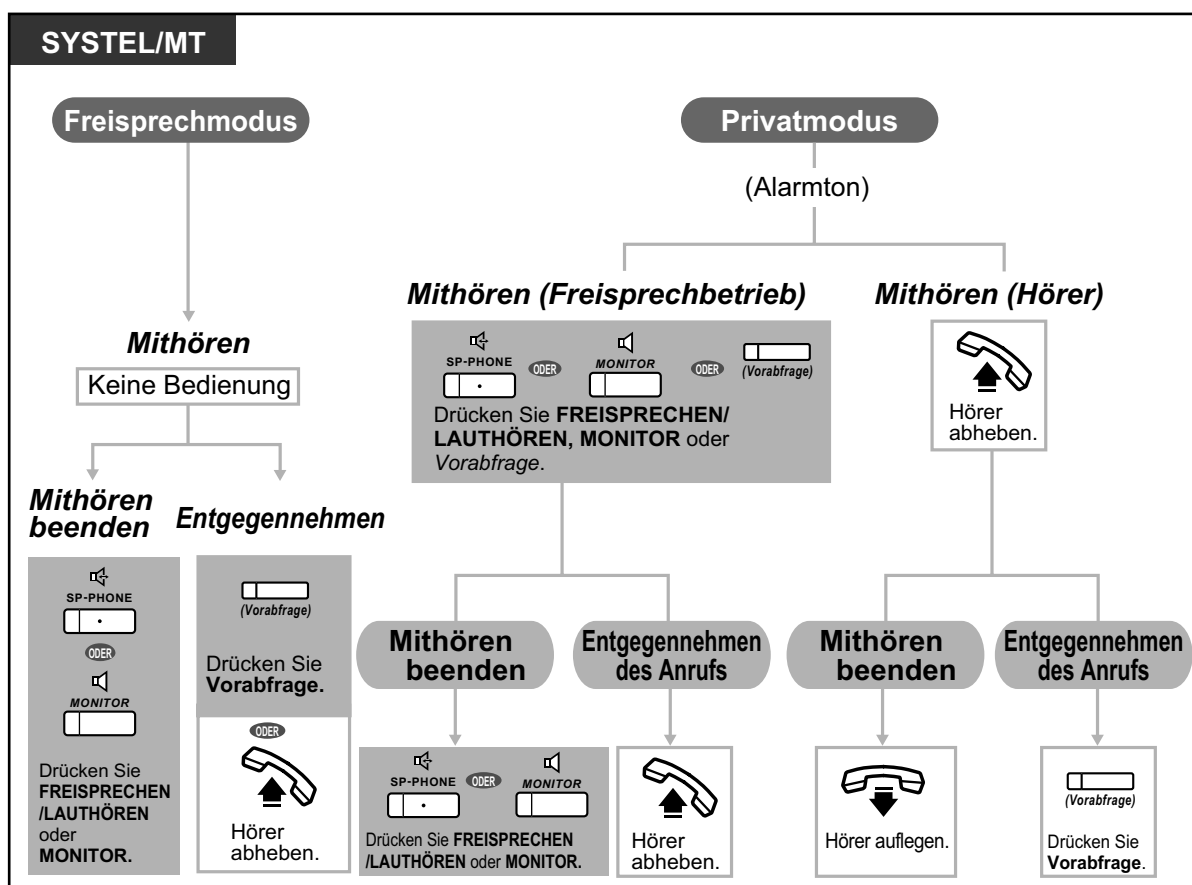 SYSTEL/MT
Freisprechmodus
Mithören
Keine Bedienung
Mithören
beenden
SP-PHONE
ODER
MONITOR
Drücken Sie
FREISPRECHEN
/LAUTHÖREN
oder
MONITOR.
Entgegennehmen
(Vorabfrage)
Drücken Sie
Vorabfrage.
ODER
Hörer
abheben.
Privatmodus
(Alarmton)
Mithören (Freisprechbetrieb)
SP-PHONE ODER MONITOR ODER (Vorabfrage)
Drücken Sie FREISPRECHEN/
LAUTHÖREN, MONITOR oder
Vorabfrage.
Mithören
beenden
SP-PHONE ODER MONITOR
Drücken Sie FREISPRECHEN
/LAUTHÖREN oder MONITOR.
Entgegennehmen
des Anrufs
Hörer
abheben.
Mithören (Hörer)
Hörer
abheben.
Mithören
beenden
Hörer auflegen.
Entgegennehmen
des Anrufs
(Vorabfrage)
Drücken Sie
Vorabfrage.